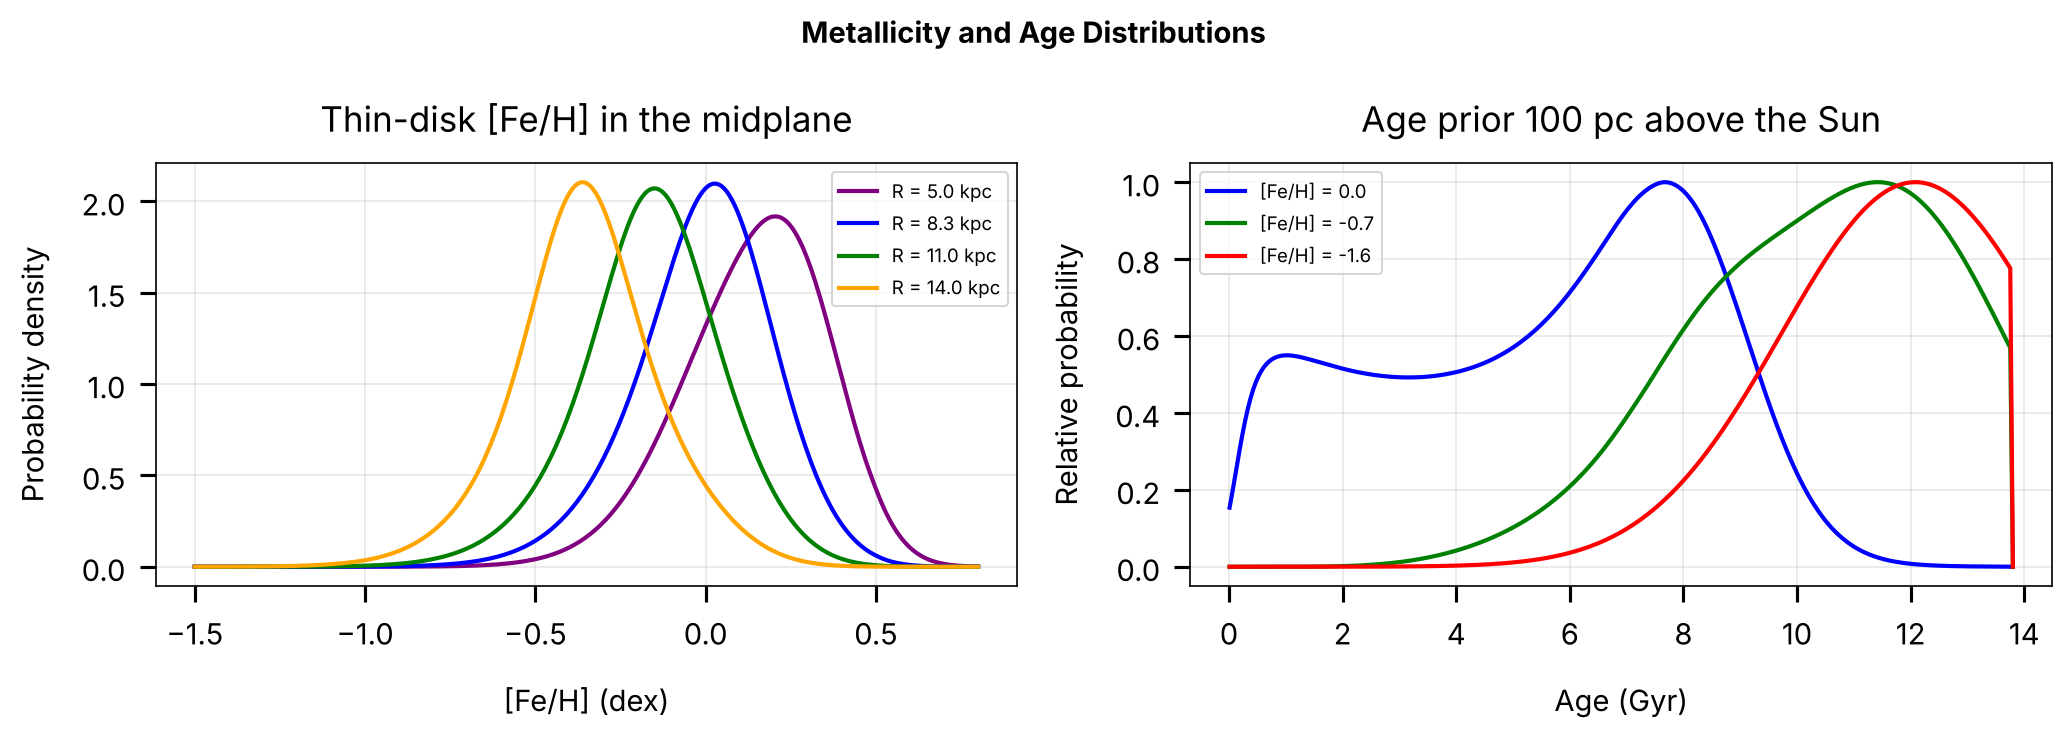 Metallicity and Age Distributions
Thin-disk [Fe/H] in the midplane
Probability density
2.0
1.5
1.0
0.5
0.0
−1.5
−1.0
−0.5
0.0
0.5
[Fe/H] (dex)
R = 5.0 kpc
R = 8.3 kpc
R = 11.0 kpc
R = 14.0 kpc
Age prior 100 pc above the Sun
Relative probability
1.0
0.8
0.6
0.4
0.2
0.0
0
2
4
6
8
10
12
14
Age (Gyr)
[Fe/H] = 0.0
[Fe/H] = -0.7
[Fe/H] = -1.6